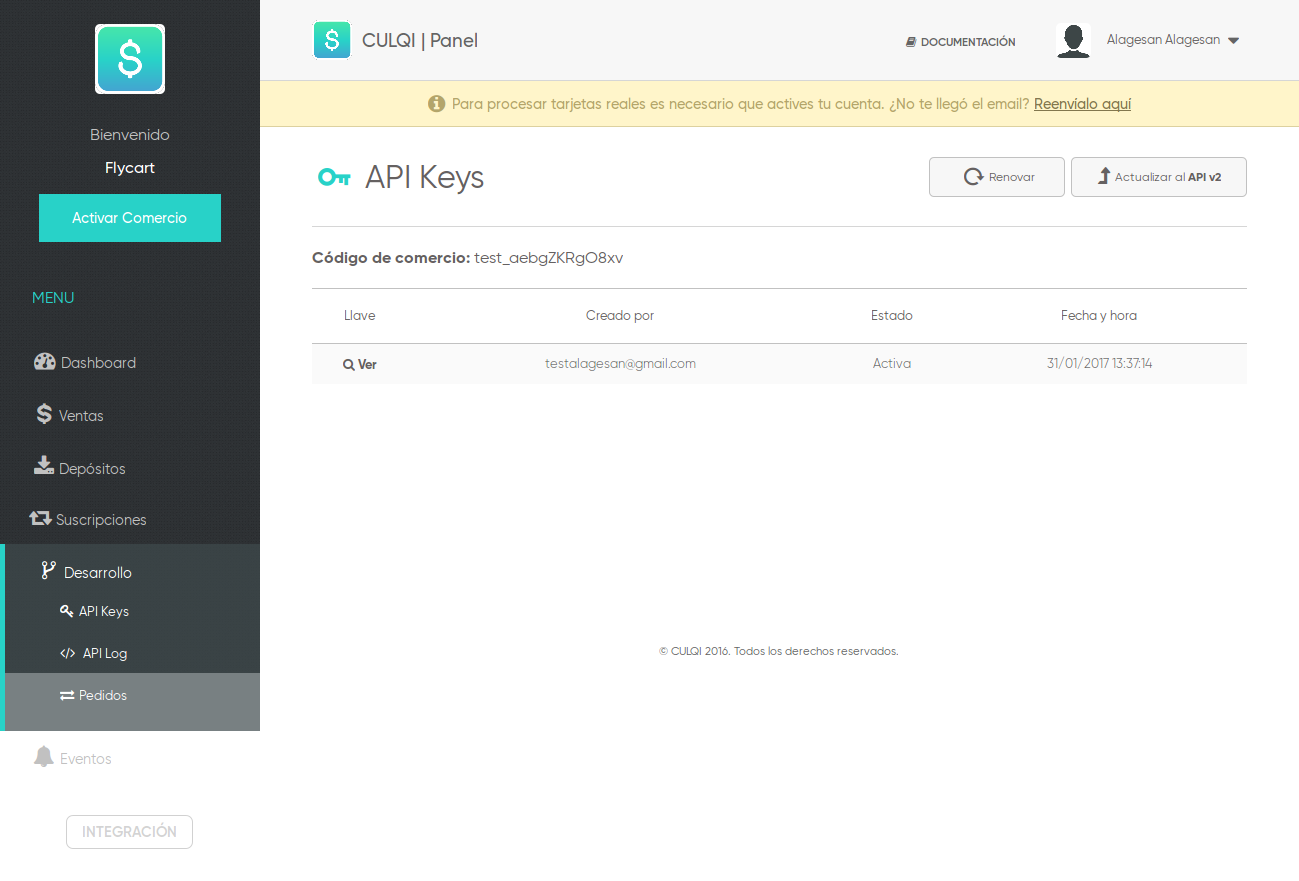 $
Bienvenido
Flycart
Activar Comercio
MENU
Dashboard
$ Ventas
Depósitos
Suscripciones
Desarrollo
API Keys
</> API Log
Pedidos
Eventos
INTEGRACIÓN
$ CULQI | Panel
DOCUMENTACIÓN
Alagesan Alagesan
Para procesar tarjetas reales es necesario que actives tu cuenta. ¿No te llegó el email? Reenvíalo aquí
API Keys
Renovar
Actualizar al API v2
Código de comercio: test_aebgZKRgO8xv
Llave Creado por Estado Fecha y hora
Ver testalagesan@gmail.com Activa 31/01/2017 13:37:14
© CULQI 2016. Todos los derechos reservados.